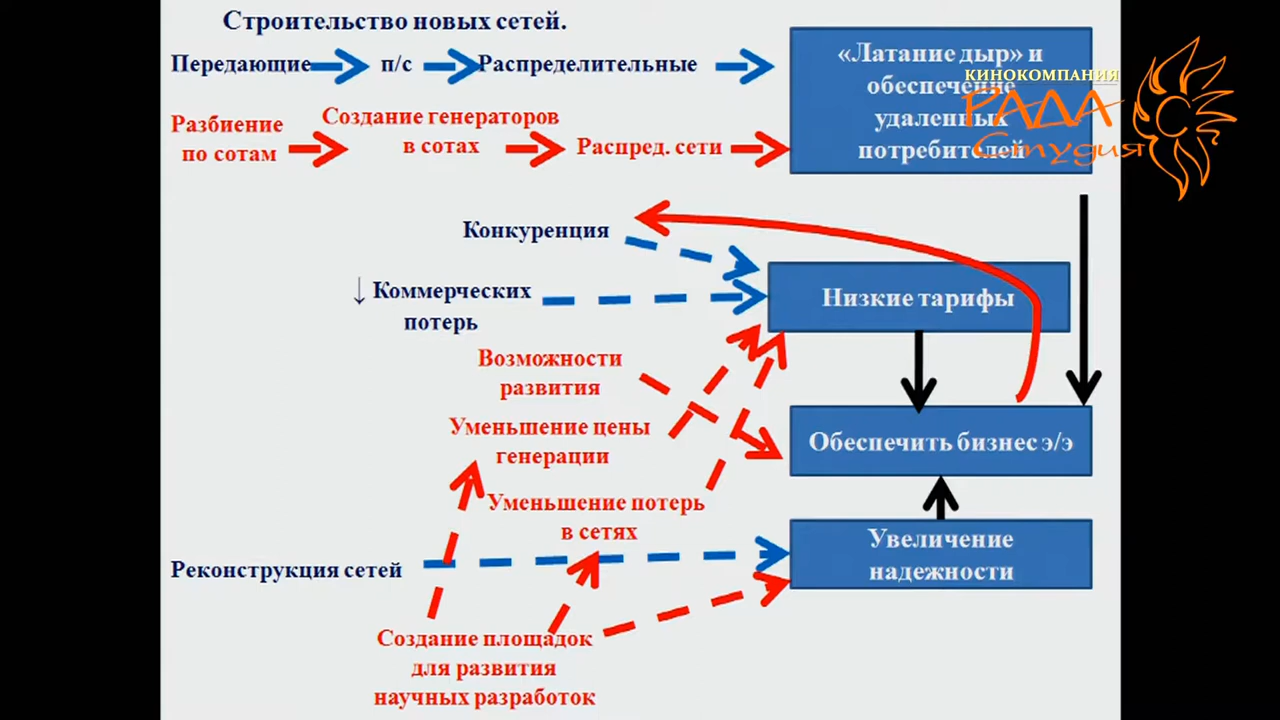 Строительство новых сетей.
Передающие п/с Распределительные
«Латание дыр» и
обеспечение
удаленных
потребителей
КИНОКОМПАНИЯ
РАДА
Студия
Разбиение
по сотам
Создание генераторов
в сотах
Распред. сети
Конкуренция
↓ Коммерческих
потерь
Низкие тарифы
Возможности
развития
Уменьшение цены
генерации
Обеспечить бизнес э/э
Уменьшение потерь
в сетях
Увеличение
надежности
Реконструкция сетей
Создание площадок
для развития
научных разработок